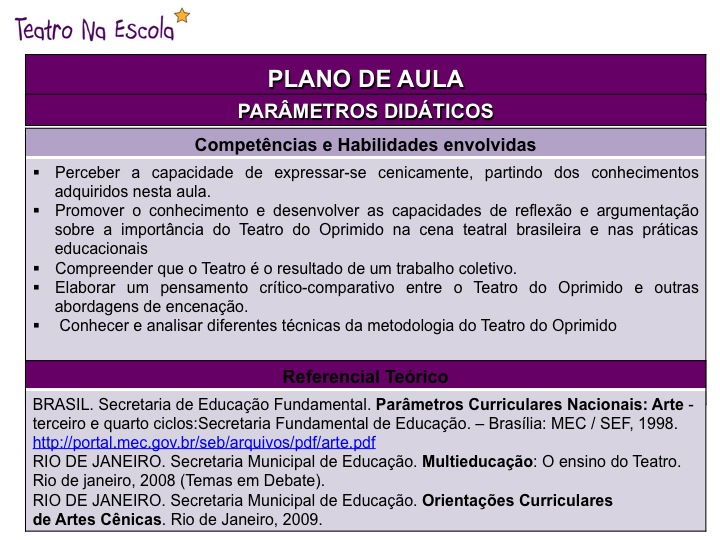 Teatro Na Escola
PLANO DE AULA
PARÂMETROS DIDÁTICOS
Competências e Habilidades envolvidas
▪ Perceber a capacidade de expressar-se cenicamente, partindo dos conhecimentos
adquiridos nesta aula.
▪ Promover o conhecimento e desenvolver as capacidades de reflexão e argumentação
sobre a importância do Teatro do Oprimido na cena teatral brasileira e nas práticas
educacionais
▪ Compreender que o Teatro é o resultado de um trabalho coletivo.
▪ Elaborar um pensamento crítico-comparativo entre o Teatro do Oprimido e outras
abordagens de encenação.
▪ Conhecer e analisar diferentes técnicas da metodologia do Teatro do Oprimido
Referencial Teórico
BRASIL. Secretaria de Educação Fundamental. Parâmetros Curriculares Nacionais: Arte -
terceiro e quarto ciclos:Secretaria Fundamental de Educação. – Brasília: MEC / SEF, 1998.
http://portal.mec.gov.br/seb/arquivos/pdf/arte.pdf
RIO DE JANEIRO. Secretaria Municipal de Educação. Multieducação: O ensino do Teatro.
Rio de janeiro, 2008 (Temas em Debate).
RIO DE JANEIRO. Secretaria Municipal de Educação. Orientações Curriculares
de Artes Cênicas. Rio de Janeiro, 2009.